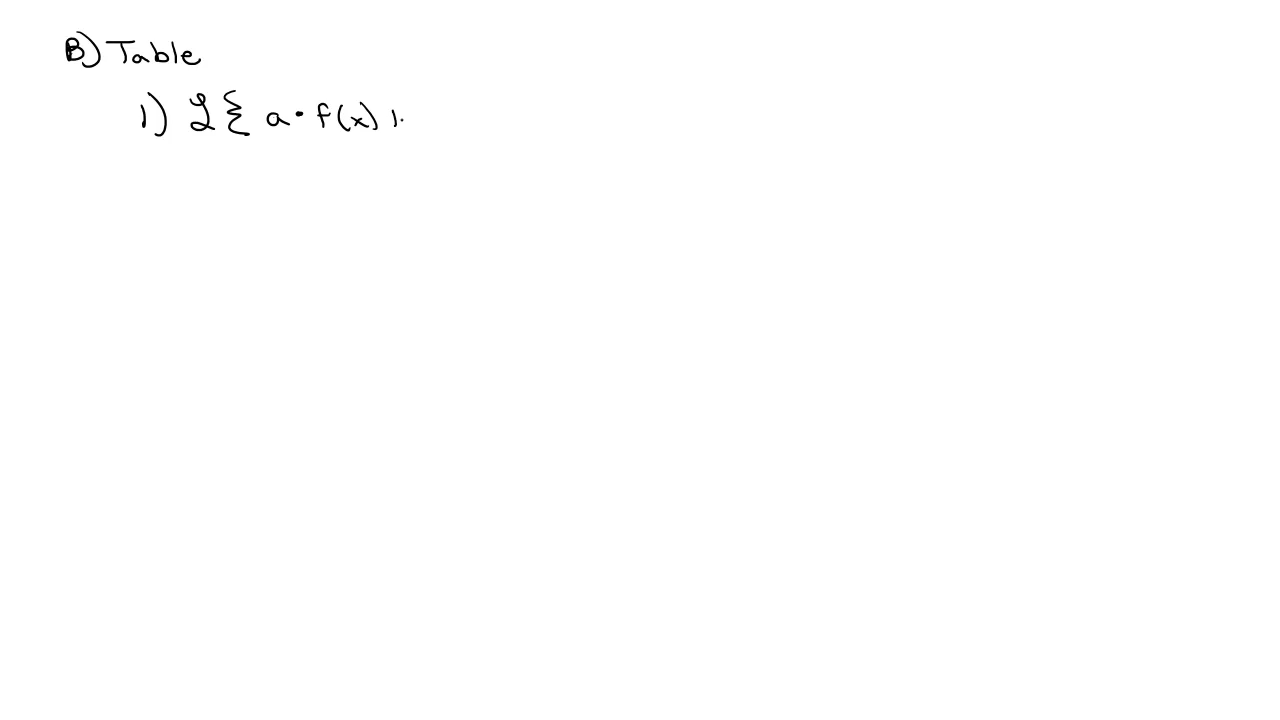 B) Table
1) ℒ{ a · f(x)